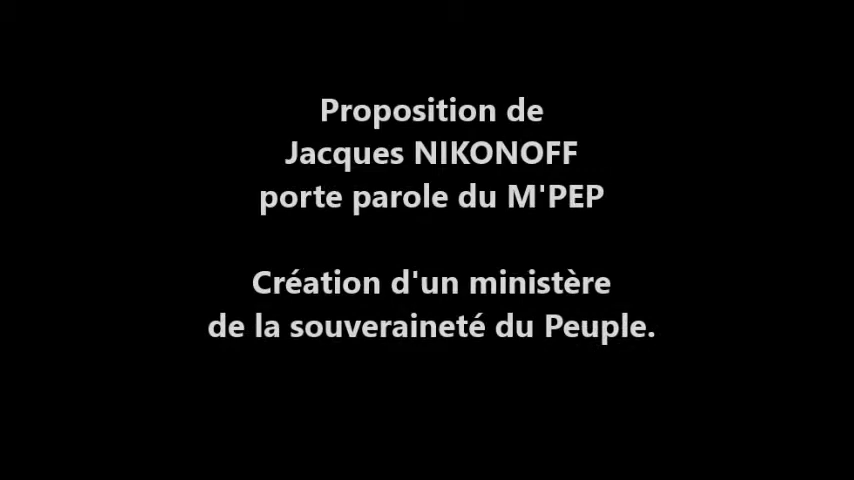 Proposition de
Jacques NIKONOFF
porte parole du M'PEP
Création d'un ministère
de la souveraineté du Peuple.